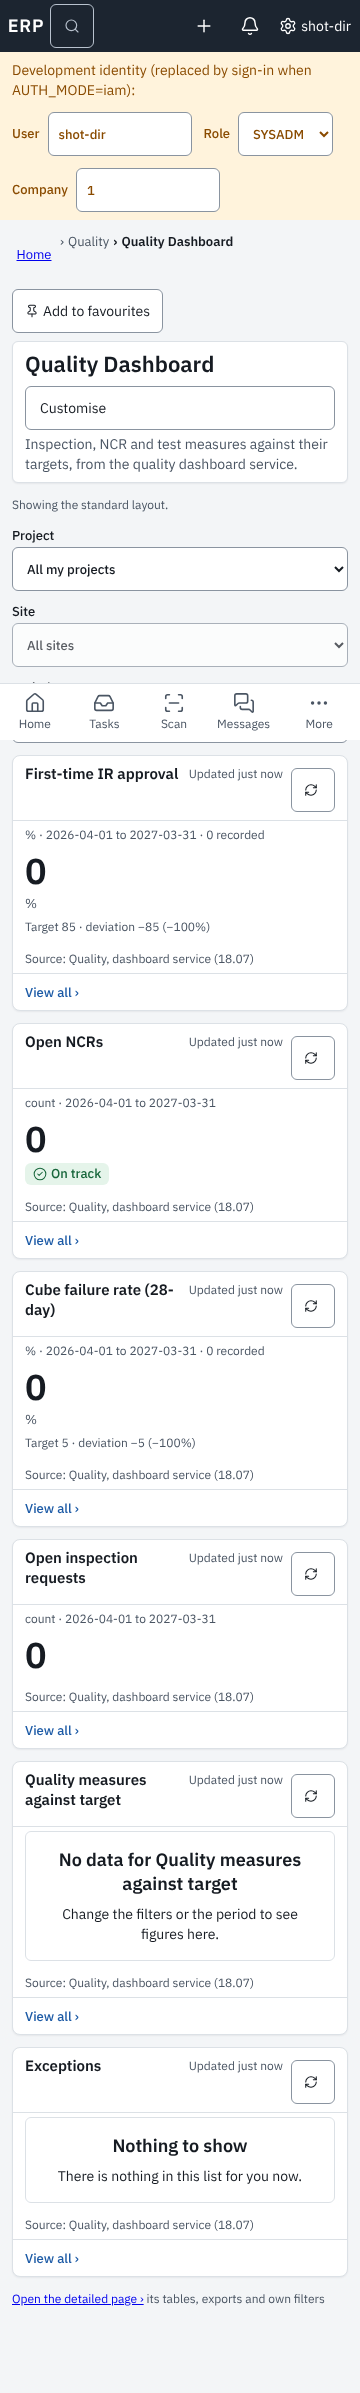 ERP
shot-dir
Development identity (replaced by sign-in when
AUTH_MODE=iam):
User shot-dir Role SYSADM
Company 1
Home › Quality › Quality Dashboard
Add to favourites
Quality Dashboard
Customise
Inspection, NCR and test measures against their
targets, from the quality dashboard service.
Showing the standard layout.
Project
All my projects
Site
All sites
Home Tasks Scan Messages More
First-time IR approval Updated just now
% · 2026-04-01 to 2027-03-31 · 0 recorded
0
%
Target 85 · deviation −85 (−100%)
Source: Quality, dashboard service (18.07)
View all ›
Open NCRs Updated just now
count · 2026-04-01 to 2027-03-31
0
On track
Source: Quality, dashboard service (18.07)
View all ›
Cube failure rate (28-
day)
Updated just now
% · 2026-04-01 to 2027-03-31 · 0 recorded
0
%
Target 5 · deviation −5 (−100%)
Source: Quality, dashboard service (18.07)
View all ›
Open inspection
requests
Updated just now
count · 2026-04-01 to 2027-03-31
0
Source: Quality, dashboard service (18.07)
View all ›
Quality measures
against target
Updated just now
No data for Quality measures
against target
Change the filters or the period to see
figures here.
Source: Quality, dashboard service (18.07)
View all ›
Exceptions Updated just now
Nothing to show
There is nothing in this list for you now.
Source: Quality, dashboard service (18.07)
View all ›
Open the detailed page › its tables, exports and own filters